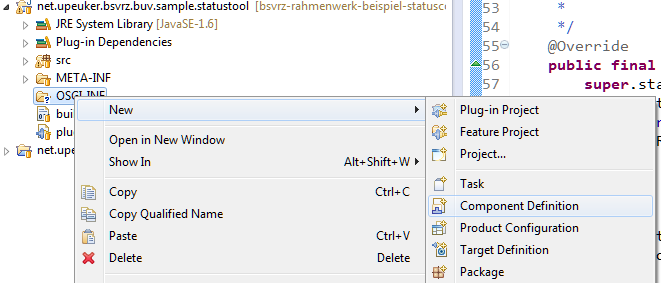 net.upeuker.bsvrz.buv.sample.statustool [bsvrz-rahmenwerk-beispiel-statusco
JRE System Library [JavaSE-1.6]
Plug-in Dependencies
src
META-INF
OSGI-INF
bui
plu
net.upe
New
Open in New Window
Show In Alt+Shift+W
Copy Ctrl+C
Copy Qualified Name
Paste Ctrl+V
Delete Delete
Plug-in Project
Feature Project
Project...
Task
Component Definition
Product Configuration
Target Definition
Package
53 *
54 */
55 @Override
56 public final
57 super.sta